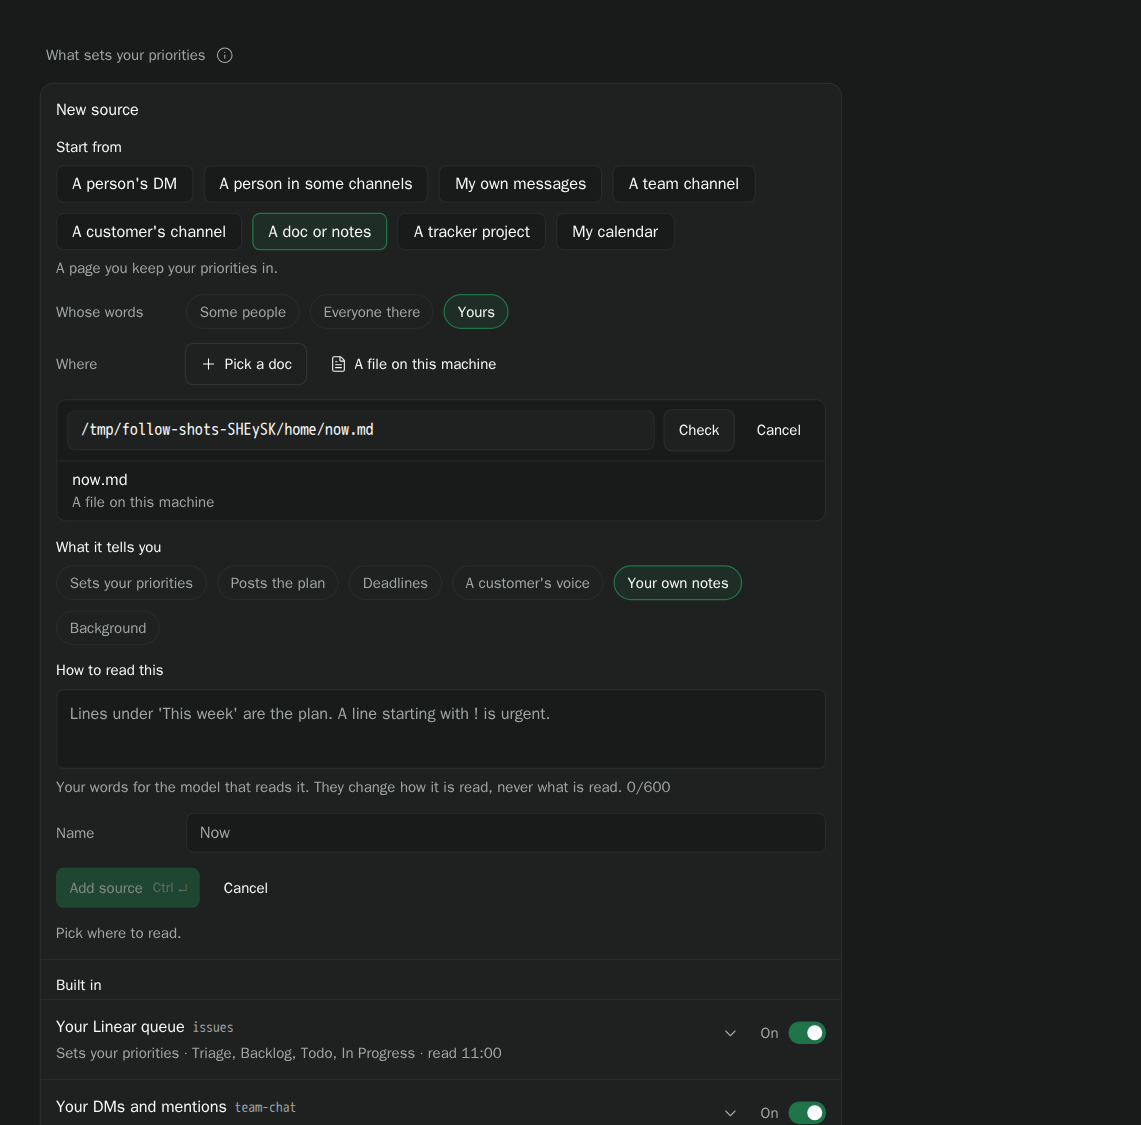 What sets your priorities
New source
Start from
A person's DM
A person in some channels
My own messages
A team channel
A customer's channel
A doc or notes
A tracker project
My calendar
A page you keep your priorities in.
Whose words
Some people
Everyone there
Yours
Where
Pick a doc
A file on this machine
/tmp/follow-shots-SHEySK/home/now.md
Check
Cancel
now.md
A file on this machine
What it tells you
Sets your priorities
Posts the plan
Deadlines
A customer's voice
Your own notes
Background
How to read this
Lines under 'This week' are the plan. A line starting with ! is urgent.
Your words for the model that reads it. They change how it is read, never what is read. 0/600
Name
Now
Add source Ctrl ↵
Cancel
Pick where to read.
Built in
Your Linear queue issues
On
Sets your priorities · Triage, Backlog, Todo, In Progress · read 11:00
Your DMs and mentions team-chat
On